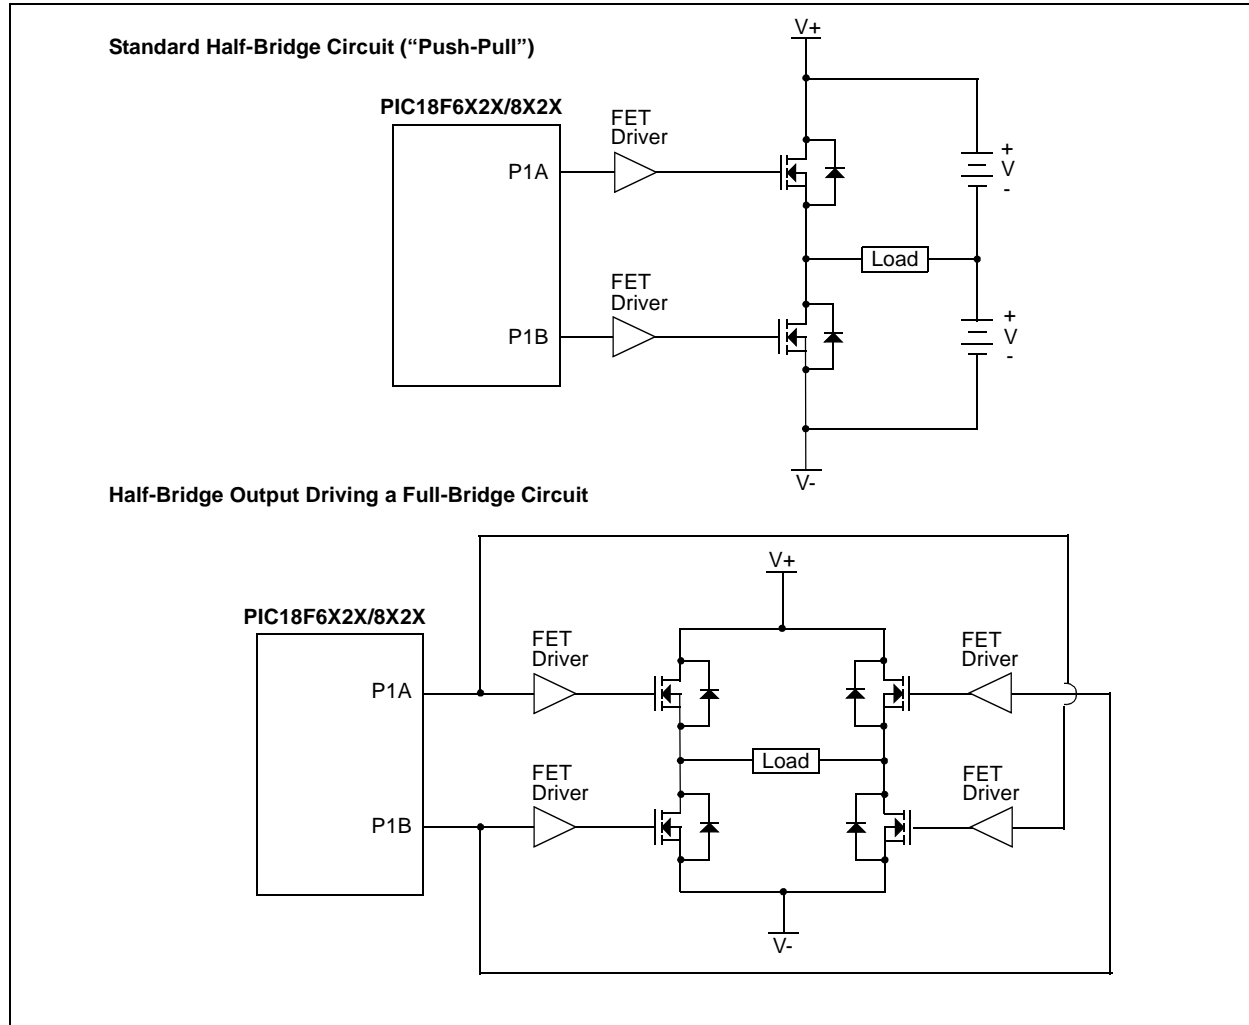 Standard Half-Bridge Circuit (“Push-Pull”)
V+
PIC18F6X2X/8X2X
FET
Driver
P1A
+
V
-
Load
FET
Driver
P1B
+
V
-
V-
Half-Bridge Output Driving a Full-Bridge Circuit
V+
PIC18F6X2X/8X2X
FET
Driver
FET
Driver
P1A
Load
FET
Driver
FET
Driver
P1B
V-